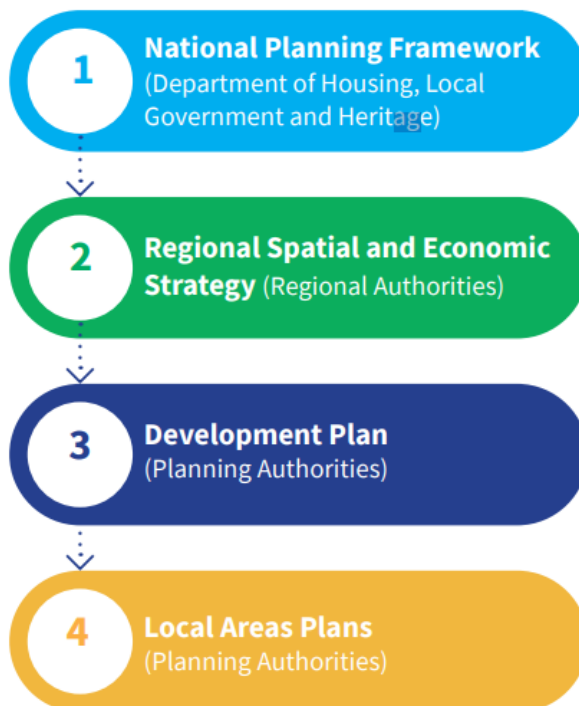 1
National Planning Framework
(Department of Housing, Local
Government and Heritage)
2
Regional Spatial and Economic
Strategy (Regional Authorities)
3
Development Plan
(Planning Authorities)
4
Local Areas Plans
(Planning Authorities)